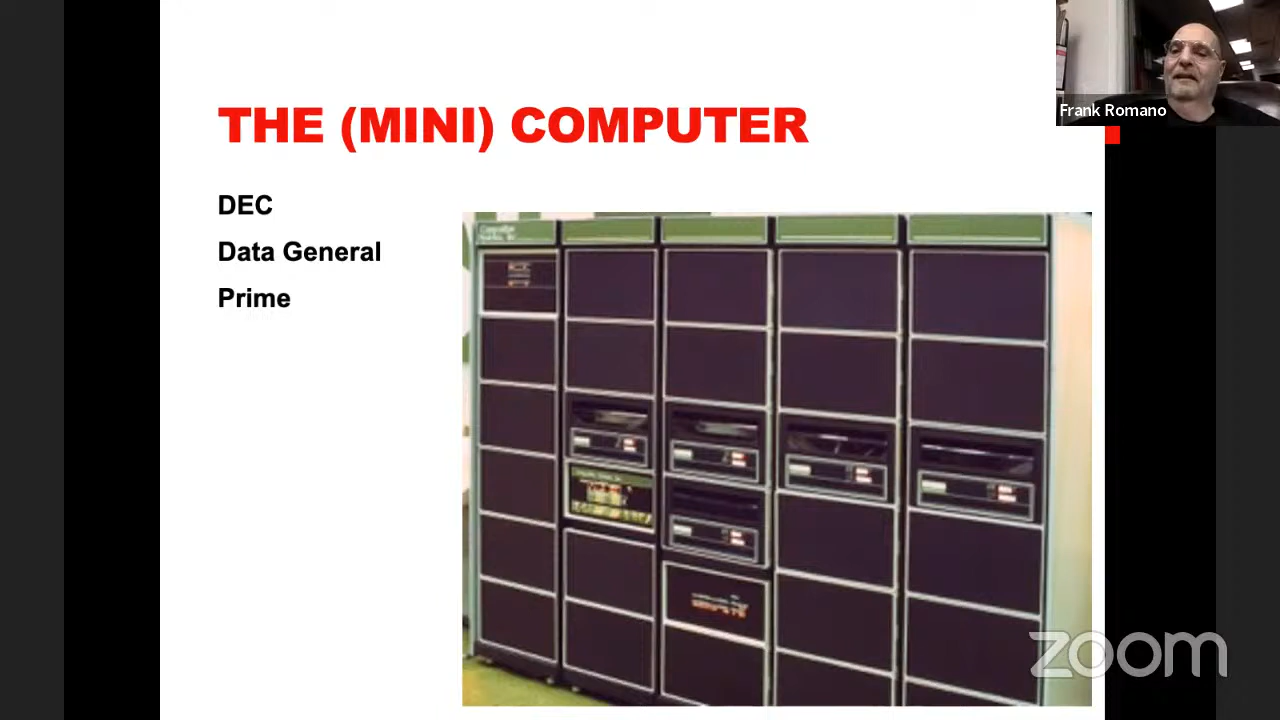 THE (MINI) COMPUTER
Frank Romano
DEC
Data General
Prime
zoom